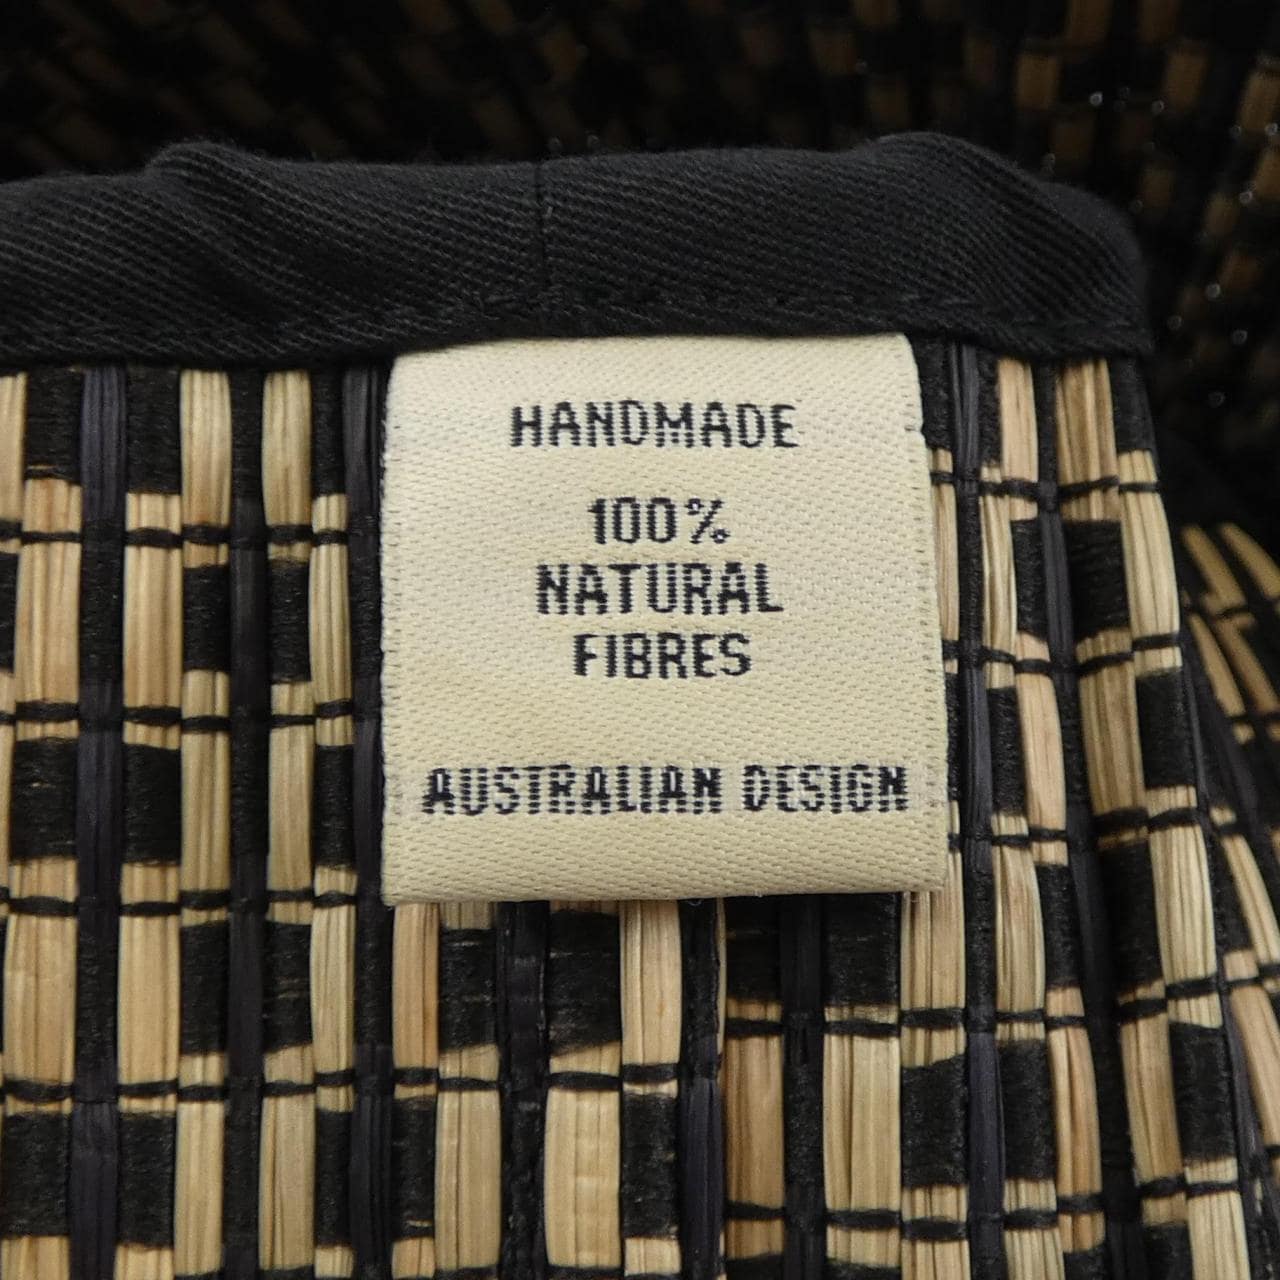 HANDMADE
100%
NATURAL
FIBRES
AUSTRALIAN DESIGN